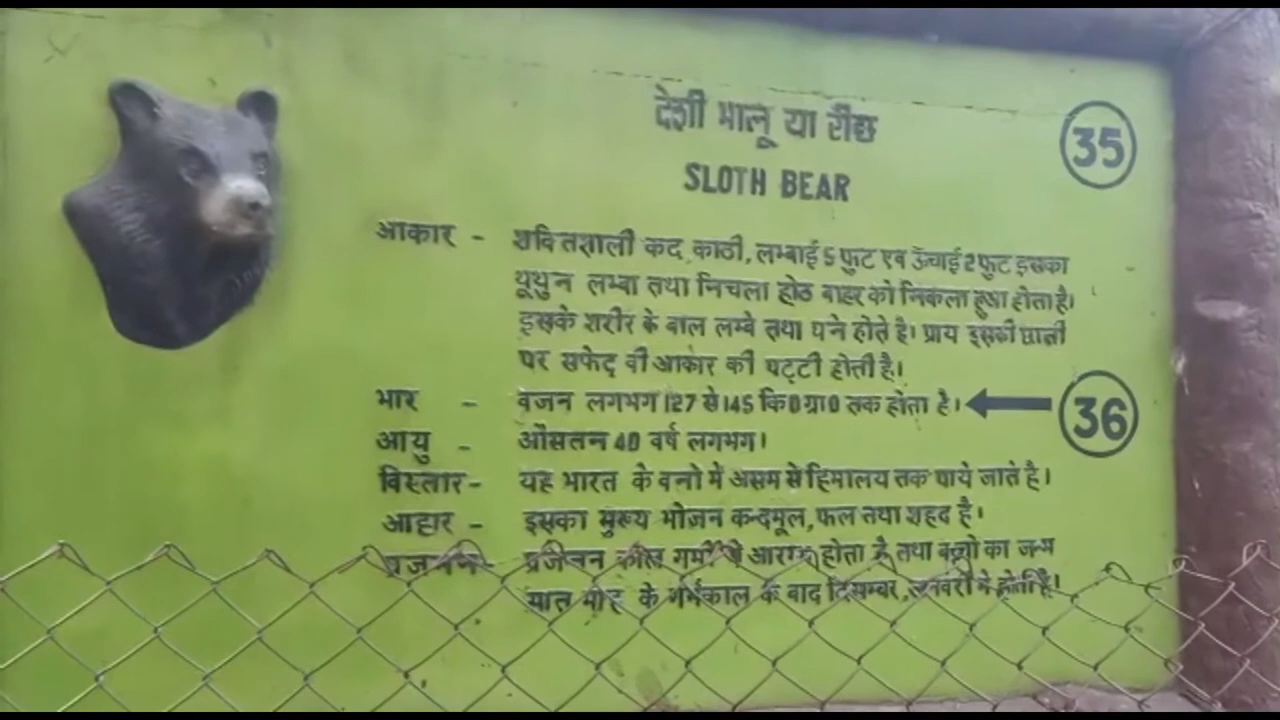 देशी भालू या रीछ
35
SLOTH BEAR
आकार - शक्तिशाली कद काठी, लम्बाई 5 फुट एव ऊँचाई 2 फुट इसका
थूथुन लम्बा तथा निचला होठ बाहर को निकला हुआ होता है।
इसके शरीर के बाल लम्बे तथा घने होते है। प्राय इसकी छाती
पर सफेद वी आकार की पट्टी होती है।
भार - वजन लगभग 127 से 145 कि0 ग्रा0 तक होता है।
36
आयु - औसतन 40 वर्ष लगभग।
विस्तार - यह भारत के वनो मे असम से हिमालय तक पाये जाते है।
आहार - इसका मुख्य भोजन कन्दमूल, फल तथा शहद है।
प्रजनन - प्रजनन काल गर्मी से आरम्भ होता है तथा बच्चो का जन्म
सात माह के गर्भकाल के बाद दिसम्बर, जनवरी मे होता है।